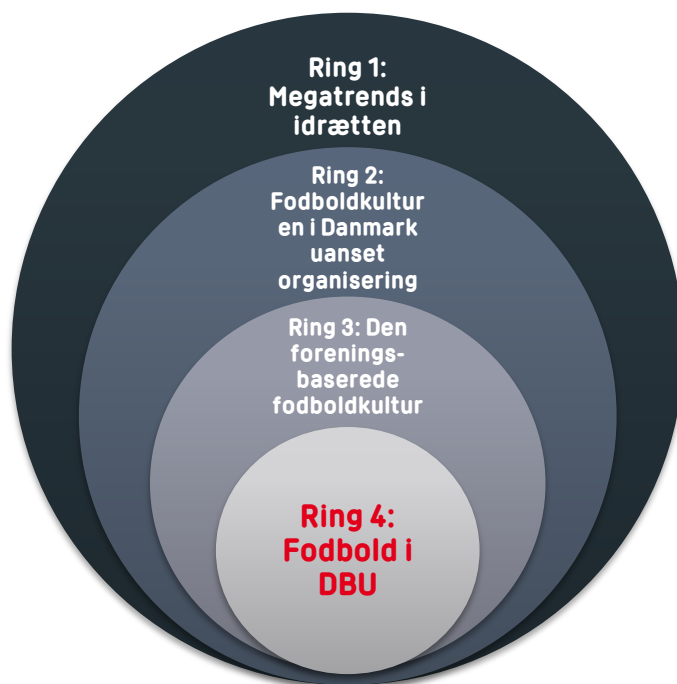 Ring 1:
Megatrends i
idrætten
Ring 2:
Fodboldkultur
en i Danmark
uanset
organisering
Ring 3: Den
forenings-
baserede
fodboldkultur
Ring 4:
Fodbold i
DBU